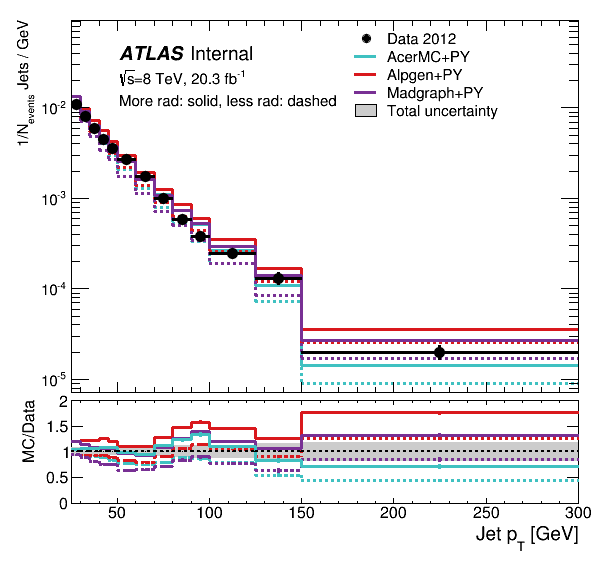 ATLAS Internal
√s=8 TeV, 20.3 fb⁻¹
More rad: solid, less rad: dashed
Data 2012
AcerMC+PY
Alpgen+PY
Madgraph+PY
Total uncertainty
1/N_events Jets / GeV
10⁻²
10⁻³
10⁻⁴
10⁻⁵
MC/Data
2
1.5
1
0.5
0
50 100 150 200 250 300
Jet p_T [GeV]